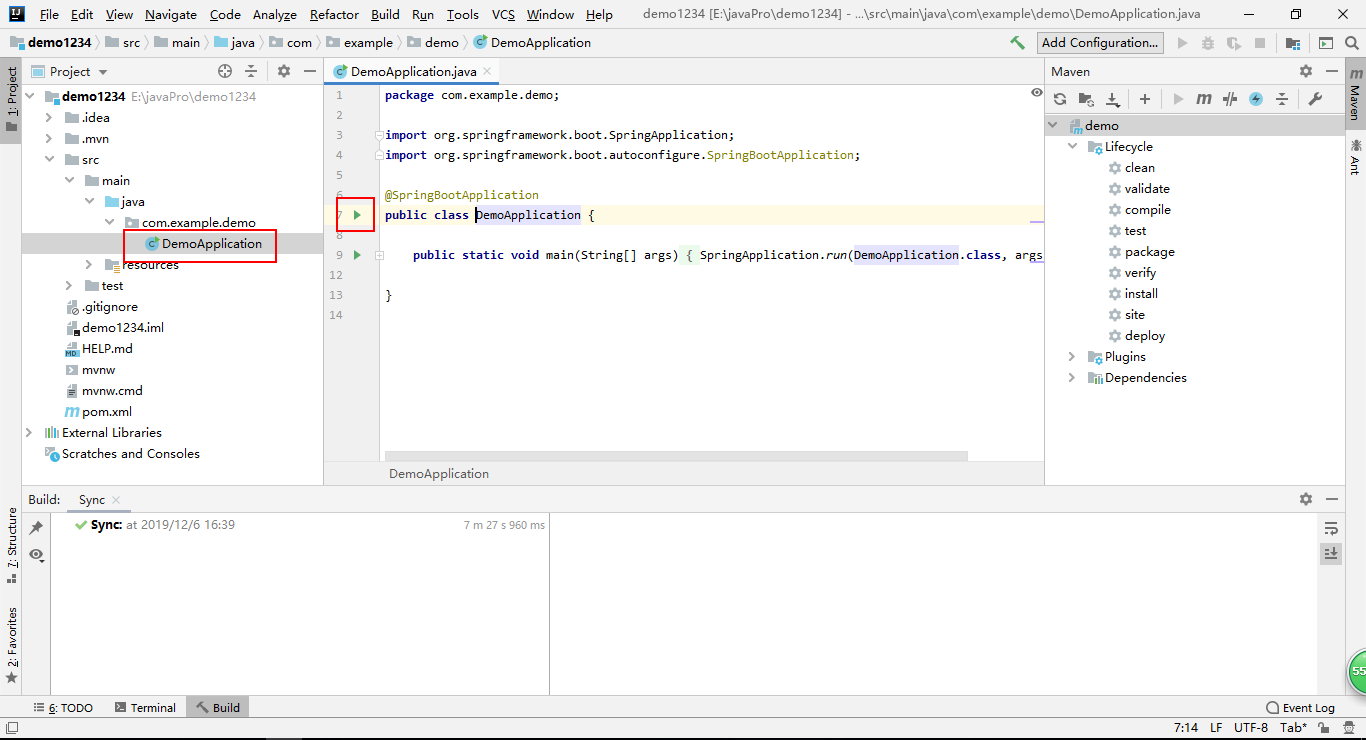 File Edit View Navigate Code Analyze Refactor Build Run Tools VCS Window Help demo1234 [E:\javaPro\demo1234] - ...\src\main\java\com\example\demo\DemoApplication.java
demo1234 src main java com example demo DemoApplication Add Configuration...
1: Project
Project
demo1234 E:\javaPro\demo1234
.idea
.mvn
src
main
java
com.example.demo
DemoApplication
resources
test
.gitignore
demo1234.iml
HELP.md
mvnw
mvnw.cmd
pom.xml
External Libraries
Scratches and Consoles
DemoApplication.java
1 package com.example.demo;
2
3 import org.springframework.boot.SpringApplication;
4 import org.springframework.boot.autoconfigure.SpringBootApplication;
5
6 @SpringBootApplication
7 public class DemoApplication {
8
9 public static void main(String[] args) { SpringApplication.run(DemoApplication.class, args
12
13 }
14
DemoApplication
Maven
demo
Lifecycle
clean
validate
compile
test
package
verify
install
site
deploy
Plugins
Dependencies
Maven
Ant
Build: Sync
Sync: at 2019/12/6 16:39 7 m 27 s 960 ms
7: Structure
2: Favorites
55
6: TODO Terminal Build Event Log
7:14 LF UTF-8 Tab*